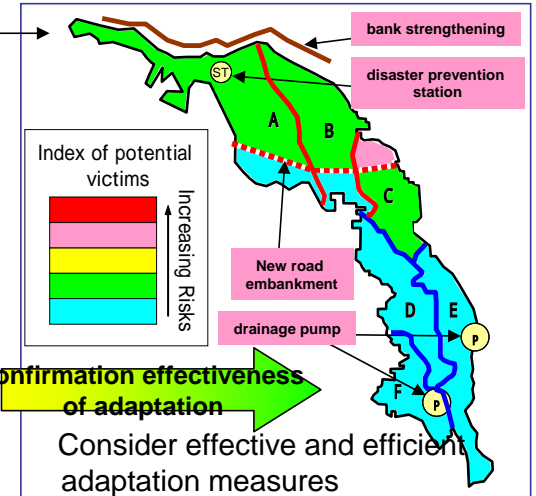 bank strengthening
ST
disaster prevention
station
A
B
Index of potential
victims
Increasing Risks
C
New road
embankment
D
E
drainage pump
P
onfirmation effectiveness
of adaptation
F
P
Consider effective and efficient
adaptation measures